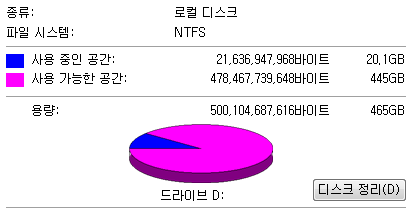 종류: 로컬 디스크
파일 시스템: NTFS
사용 중인 공간: 21,636,947,968바이트 20,1GB
사용 가능한 공간: 478,467,739,648바이트 445GB
용량: 500,104,687,616바이트 465GB
드라이브 D:
디스크 정리(D)